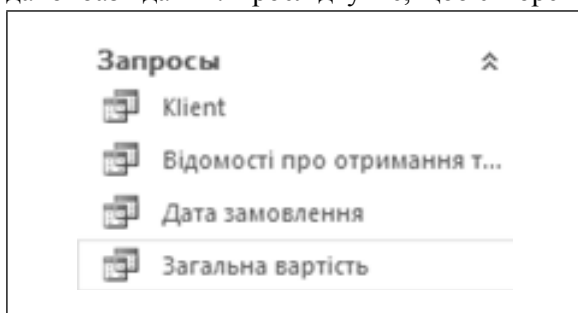 Запросы
Klient
Відомості про отримання т...
Дата замовлення
Загальна вартість